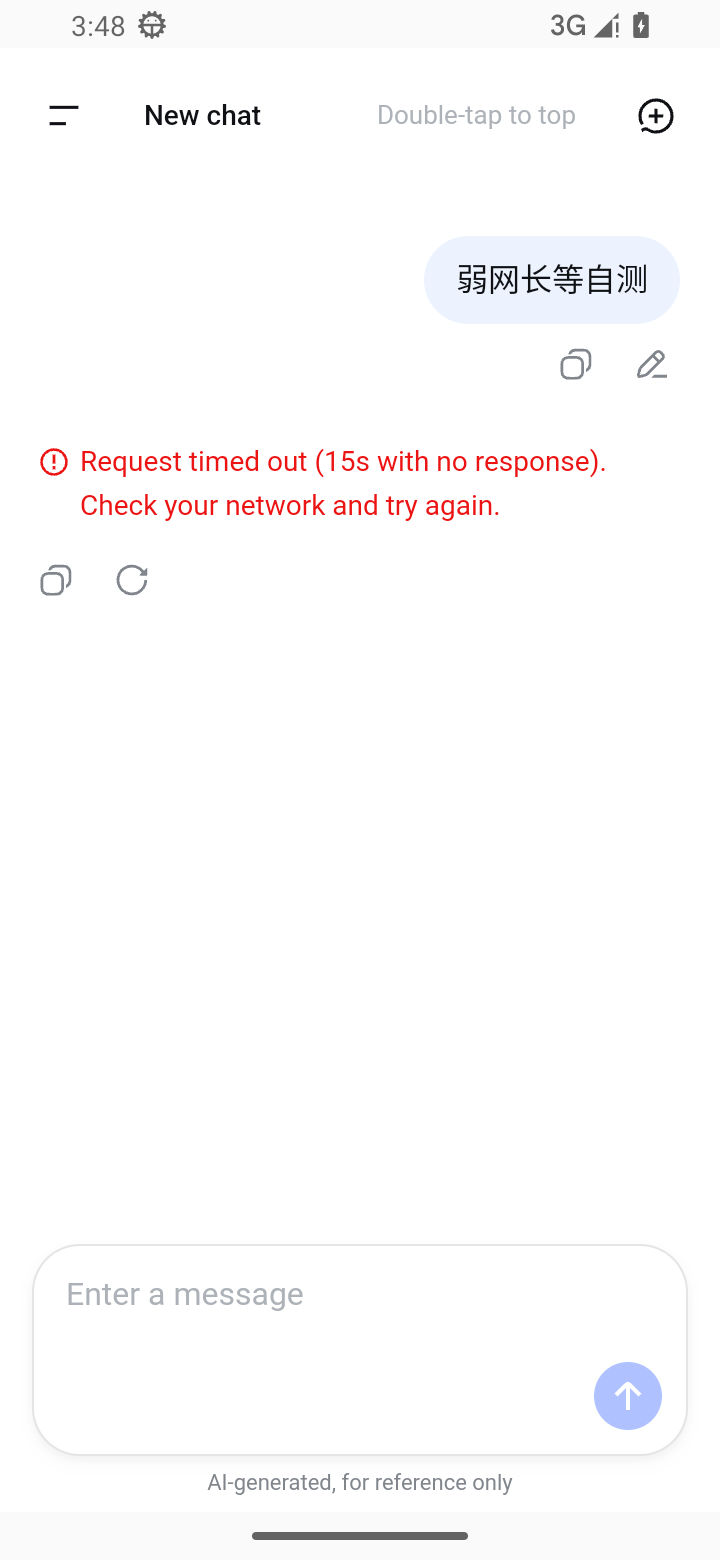 3:48
3G
New chat
Double-tap to top
弱网长等自测
Request timed out (15s with no response).
Check your network and try again.
Enter a message
AI-generated, for reference only